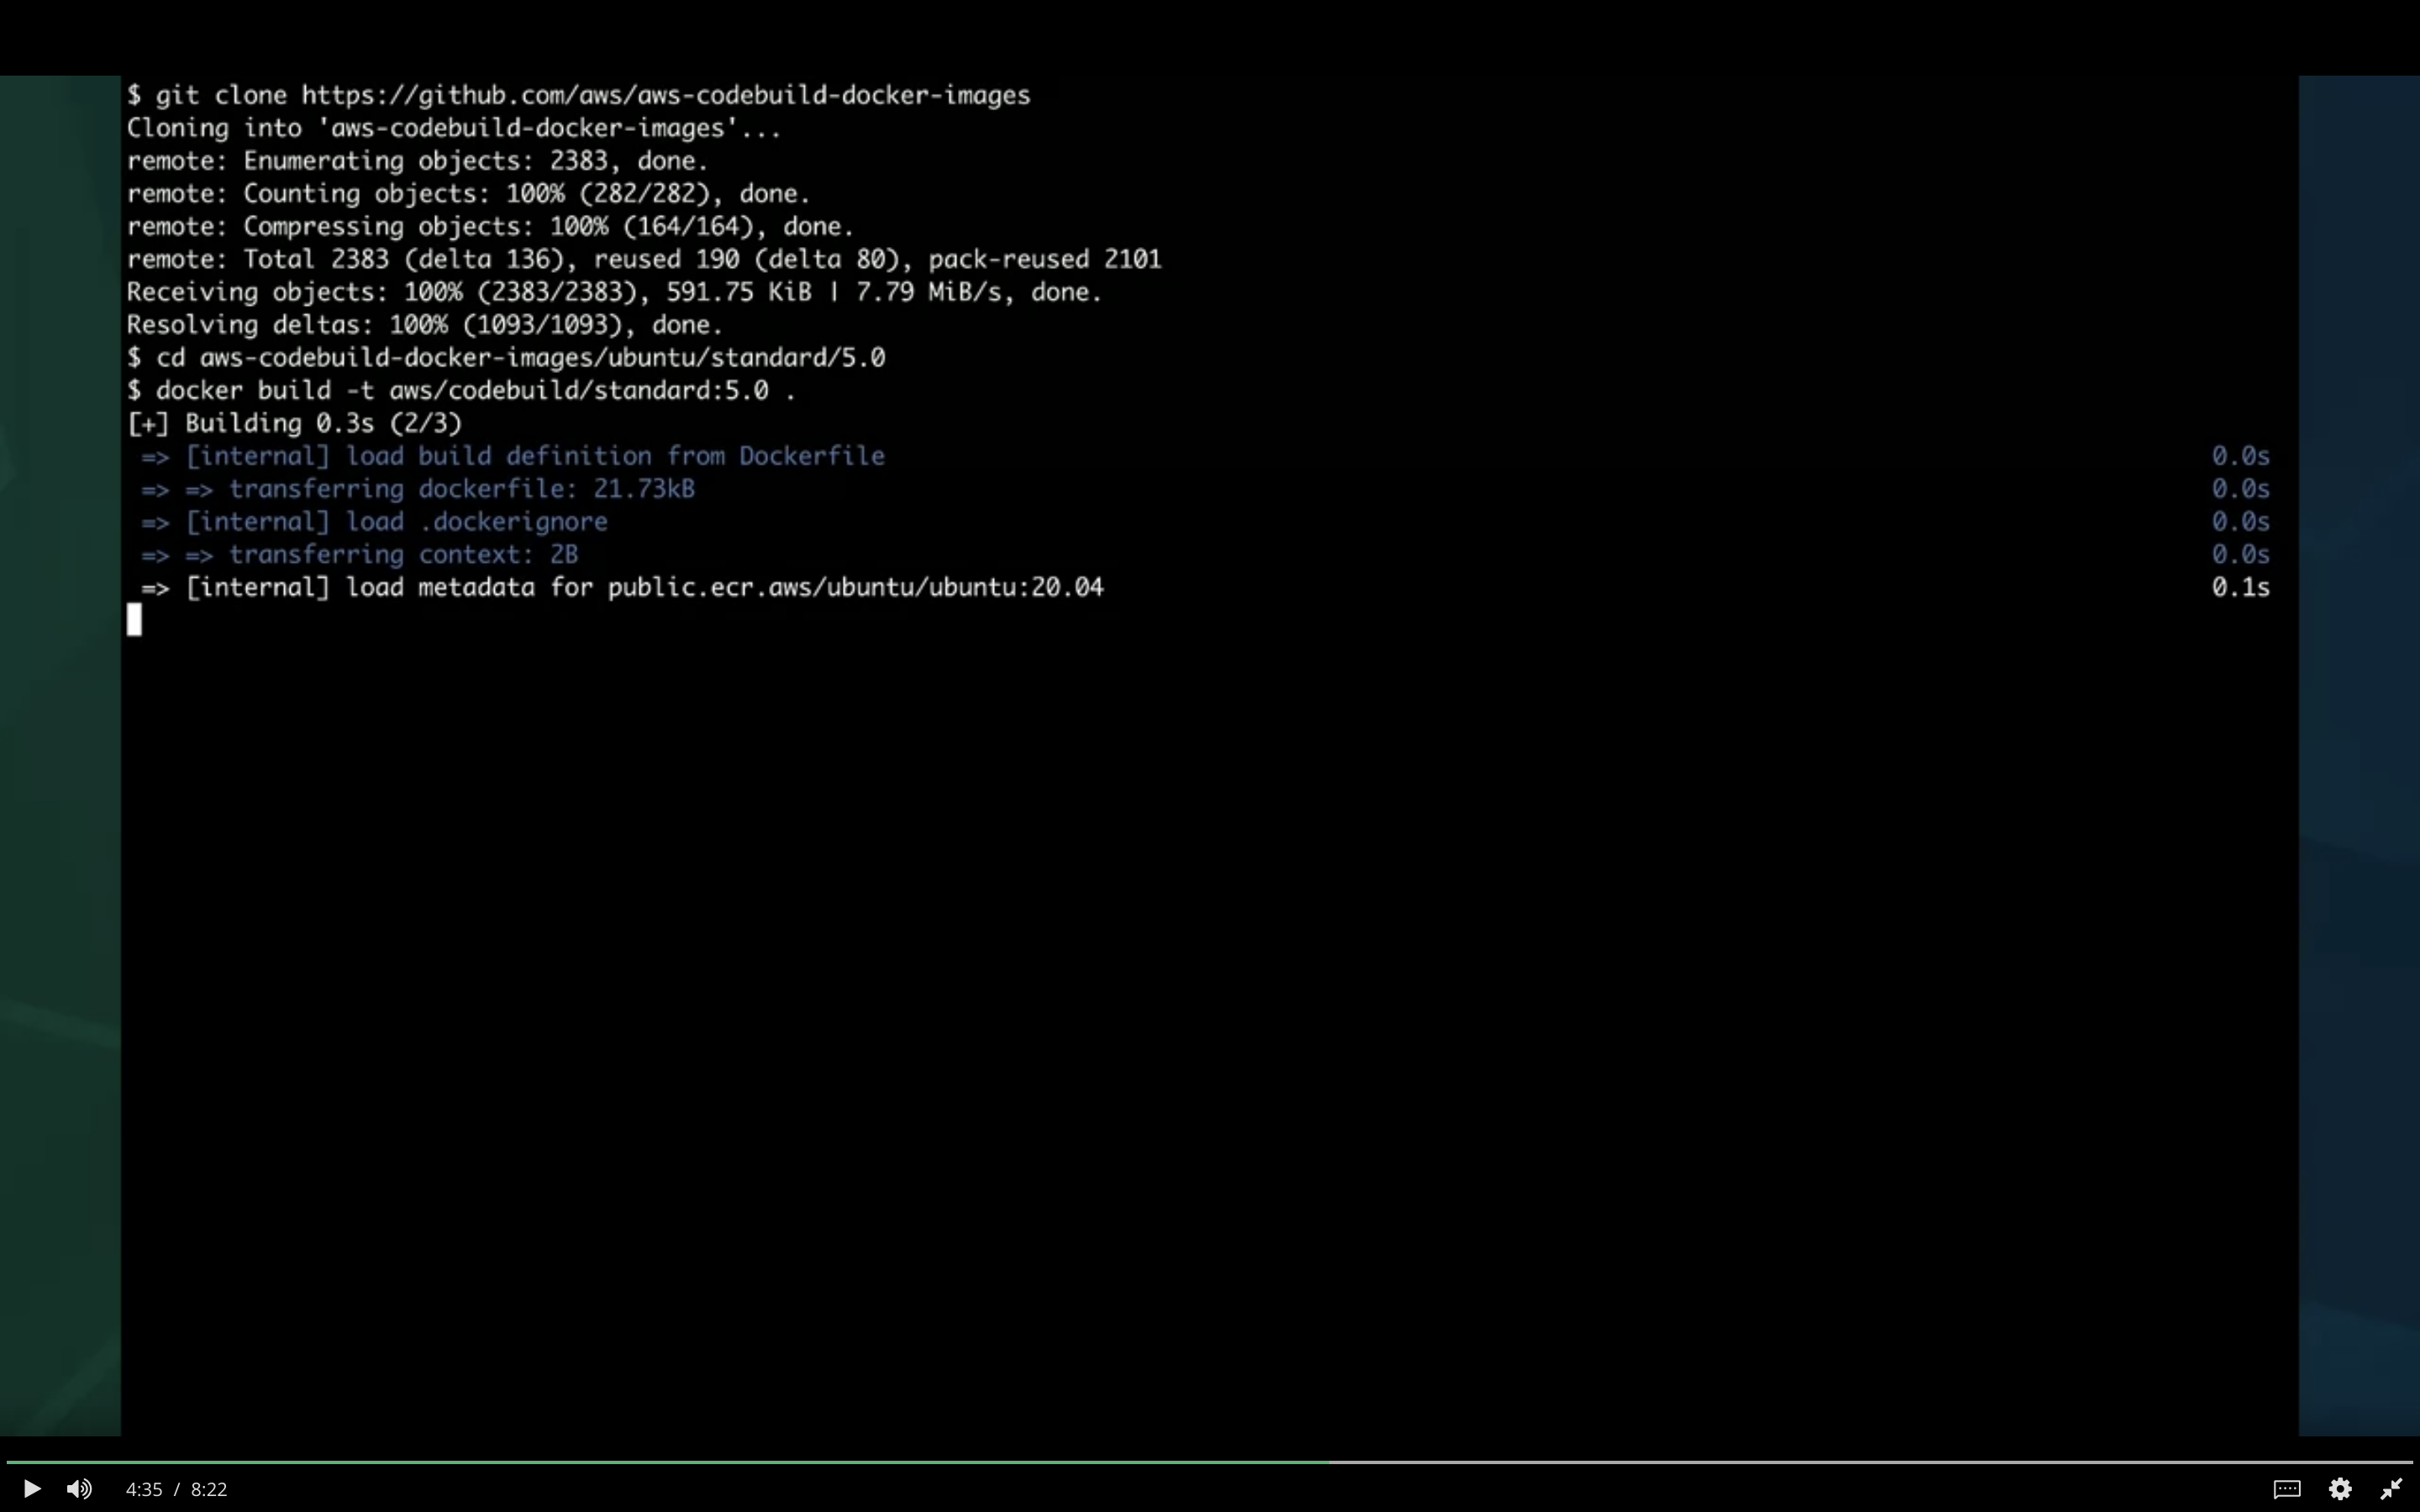 $ git clone https://github.com/aws/aws-codebuild-docker-images
Cloning into 'aws-codebuild-docker-images'...
remote: Enumerating objects: 2383, done.
remote: Counting objects: 100% (282/282), done.
remote: Compressing objects: 100% (164/164), done.
remote: Total 2383 (delta 136), reused 190 (delta 80), pack-reused 2101
Receiving objects: 100% (2383/2383), 591.75 KiB | 7.79 MiB/s, done.
Resolving deltas: 100% (1093/1093), done.
$ cd aws-codebuild-docker-images/ubuntu/standard/5.0
$ docker build -t aws/codebuild/standard:5.0 .
[+] Building 0.3s (2/3)
=> [internal] load build definition from Dockerfile 0.0s
=> => transferring dockerfile: 21.73kB 0.0s
=> [internal] load .dockerignore 0.0s
=> => transferring context: 2B 0.0s
=> [internal] load metadata for public.ecr.aws/ubuntu/ubuntu:20.04 0.1s
4:35 / 8:22